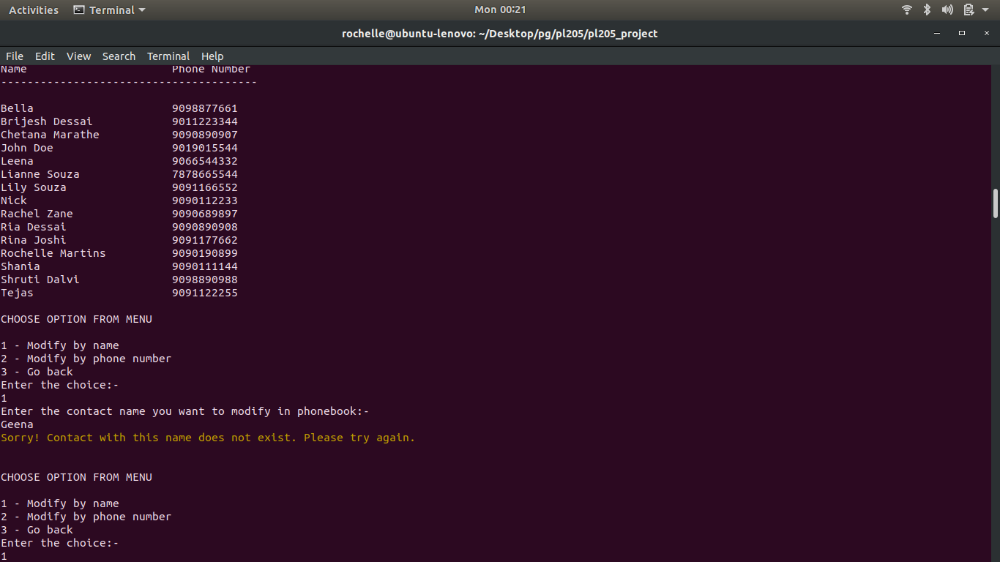 Activities Terminal Mon 00:21
rochelle@ubuntu-lenovo: ~/Desktop/pg/pl205/pl205_project
File Edit View Search Terminal Help
Name Phone Number
---------------------------------------
Bella 9098877661
Brijesh Dessai 9011223344
Chetana Marathe 9090890907
John Doe 9019015544
Leena 9066544332
Lianne Souza 7878665544
Lily Souza 9091166552
Nick 9090112233
Rachel Zane 9090689897
Ria Dessai 9090890908
Rina Joshi 9091177662
Rochelle Martins 9090190899
Shania 9090111144
Shruti Dalvi 9098890988
Tejas 9091122255
CHOOSE OPTION FROM MENU
1 - Modify by name
2 - Modify by phone number
3 - Go back
Enter the choice:-
1
Enter the contact name you want to modify in phonebook:-
Geena
Sorry! Contact with this name does not exist. Please try again.
CHOOSE OPTION FROM MENU
1 - Modify by name
2 - Modify by phone number
3 - Go back
Enter the choice:-
1